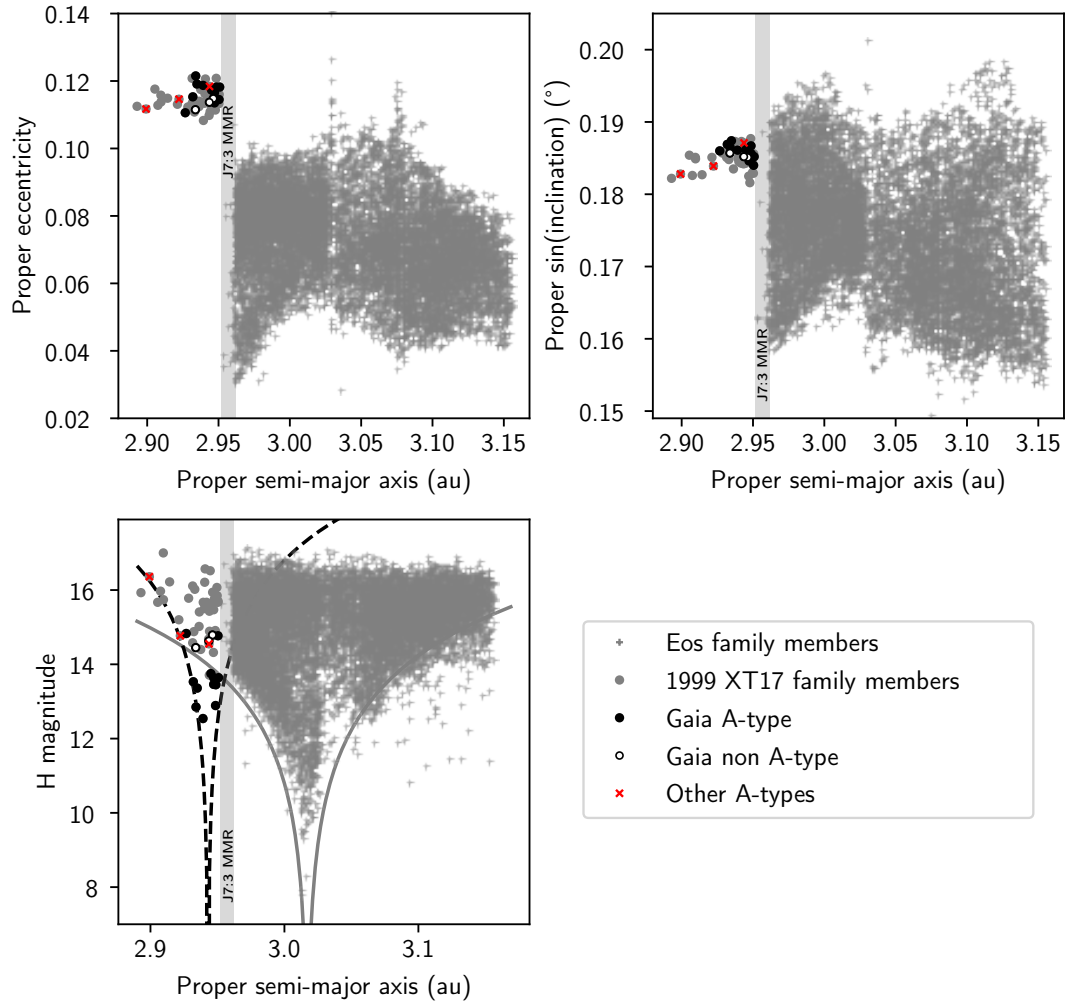 0.14
0.12
0.10
0.08
0.06
0.04
0.02
Proper eccentricity
J7:3 MMR
2.90 2.95 3.00 3.05 3.10 3.15
Proper semi-major axis (au)
0.20
0.19
0.18
0.17
0.16
0.15
Proper sin(inclination) (°)
J7:3 MMR
2.90 2.95 3.00 3.05 3.10 3.15
Proper semi-major axis (au)
16
14
12
10
8
H magnitude
J7:3 MMR
2.9 3.0 3.1
Proper semi-major axis (au)
Eos family members
1999 XT17 family members
Gaia A-type
Gaia non A-type
Other A-types